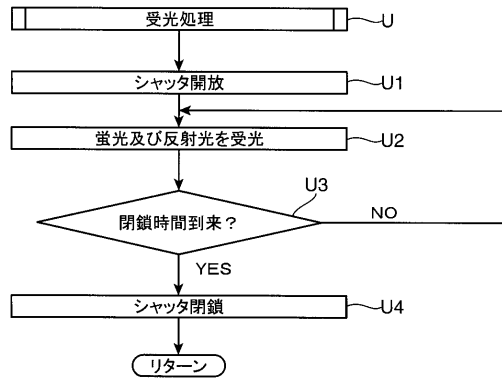 受光処理 U
シャッタ開放 U1
蛍光及び反射光を受光 U2
U3
閉鎖時間到来？ NO
YES
シャッタ閉鎖 U4
リターン